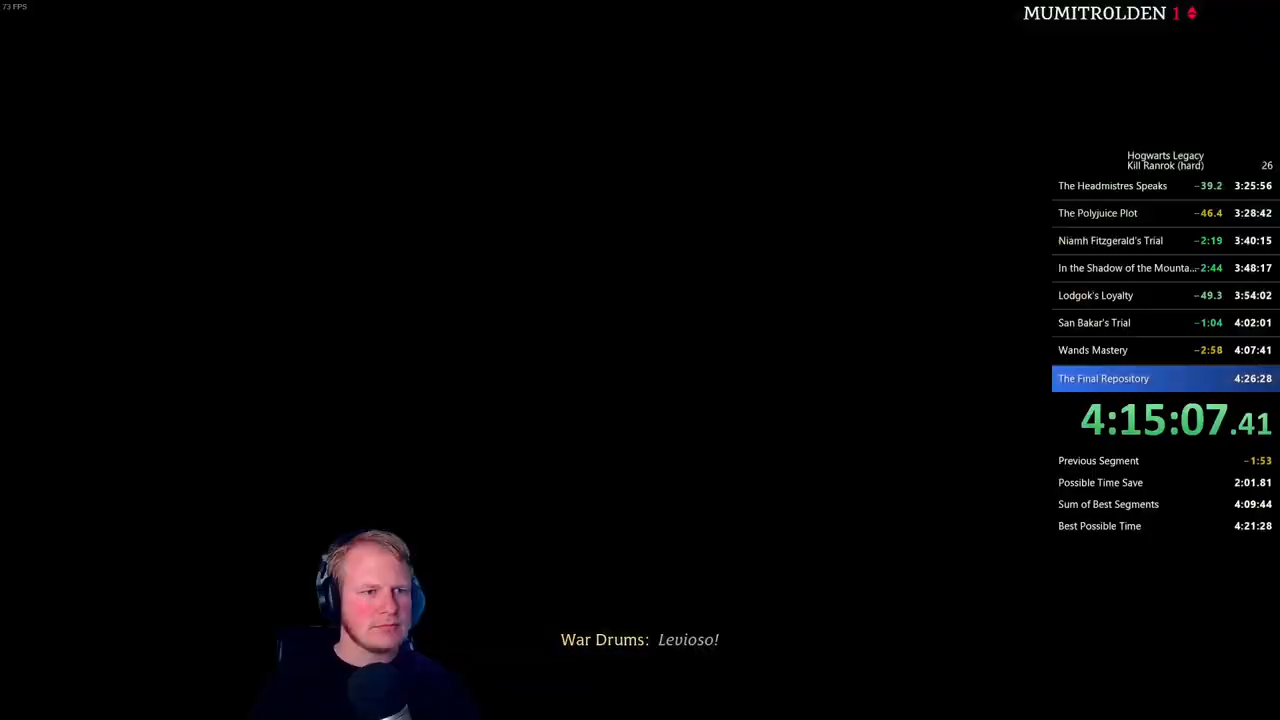 73 FPS
MUMITR0LDEN 1
Hogwarts Legacy
Kill Ranrok (hard) 26
The Headmistres Speaks -39.2 3:25:56
The Polyjuice Plot -46.4 3:28:42
Niamh Fitzgerald's Trial -2:19 3:40:15
In the Shadow of the Mounta... -2:44 3:48:17
Lodgok's Loyalty -49.3 3:54:02
San Bakar's Trial -1:04 4:02:01
Wands Mastery -2:58 4:07:41
The Final Repository 4:26:28
4:15:07.41
Previous Segment -1:53
Possible Time Save 2:01.81
Sum of Best Segments 4:09:44
Best Possible Time 4:21:28
War Drums: Levioso!